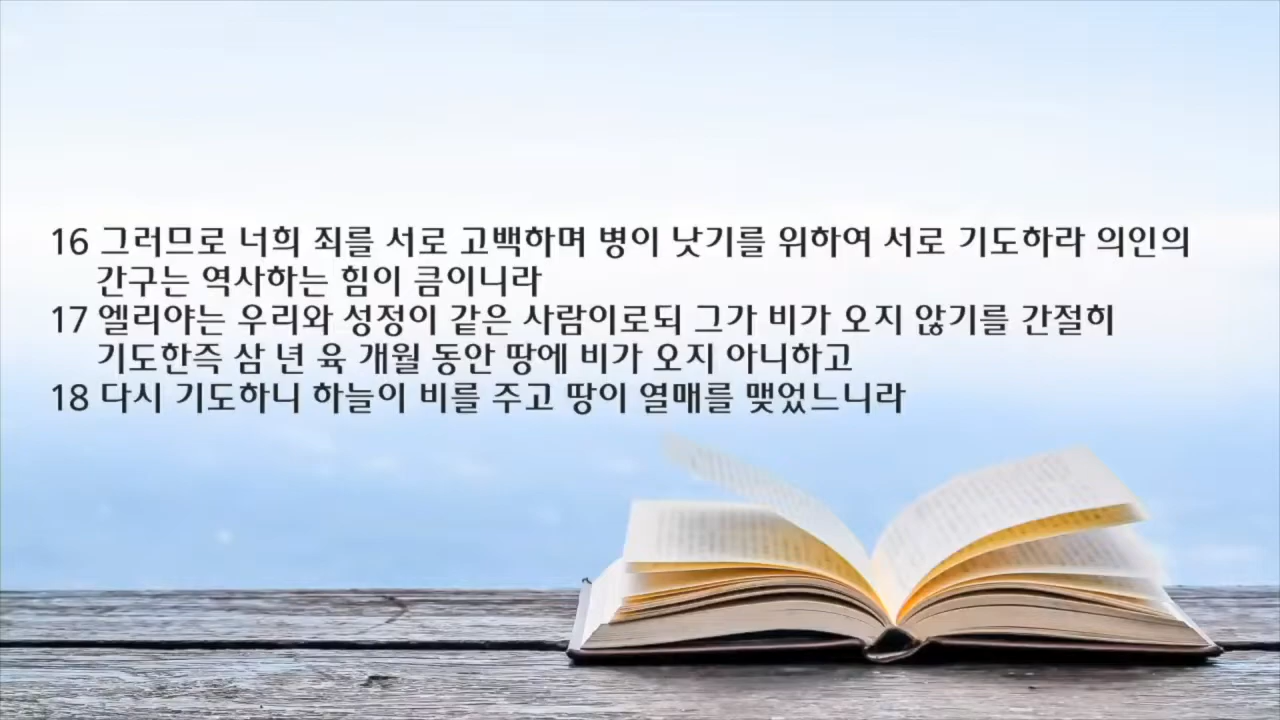 16 그러므로 너희 죄를 서로 고백하며 병이 낫기를 위하여 서로 기도하라 의인의
간구는 역사하는 힘이 큼이니라
17 엘리야는 우리와 성정이 같은 사람이로되 그가 비가 오지 않기를 간절히
기도한즉 삼 년 육 개월 동안 땅에 비가 오지 아니하고
18 다시 기도하니 하늘이 비를 주고 땅이 열매를 맺었느니라